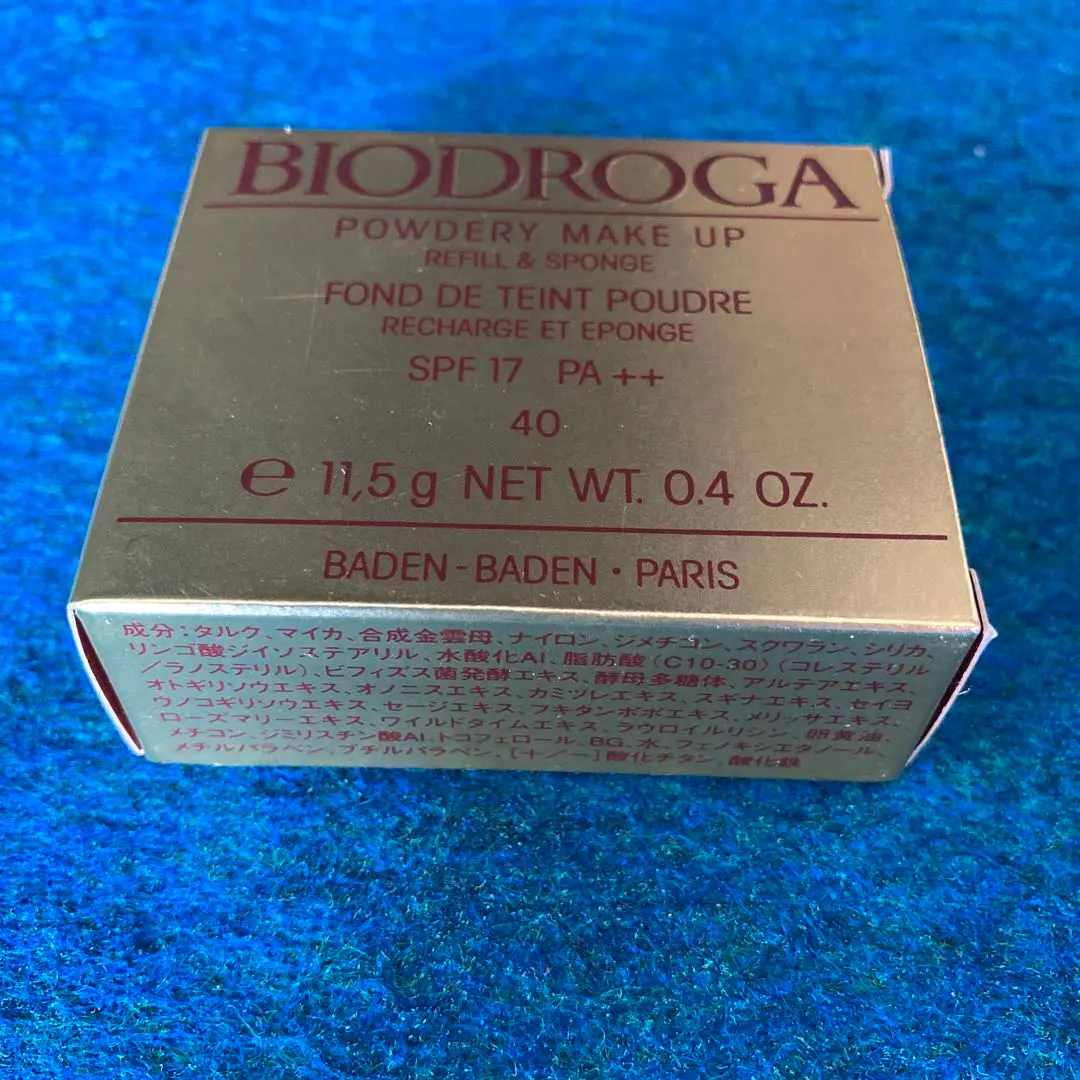 BIODROGA
POWDERY MAKE UP
REFILL & SPONGE
FOND DE TEINT POUDRE
RECHARGE ET EPONGE
SPF 17 PA ++
40
e 11,5 g NET WT. 0.4 OZ.
BADEN-BADEN・PARIS
成分：タルク、マイカ、合成金雲母、ナイロン、ジメチコン、スクワラン、シリカ、
リンゴ酸ジイソステアリル、水酸化Al、脂肪酸（C10-30）（コレステリル
／ラノステリル）、ビフィズス菌発酵エキス、酵母多糖体、アルテアエキス、
オトギリソウエキス、オノニスエキス、カミツレエキス、スギナエキス、セイヨ
ウノコギリソウエキス、セージエキス、フキタンポポエキス、メリッサエキス、
ローズマリーエキス、ワイルドタイムエキス、ラウロイルリシン、卵黄油、
メチコン、ジミリスチン酸Al、トコフェロール、BG、水、フェノキシエタノール、
メチルパラベン、ブチルパラベン、[＋／－]酸化チタン、酸化鉄